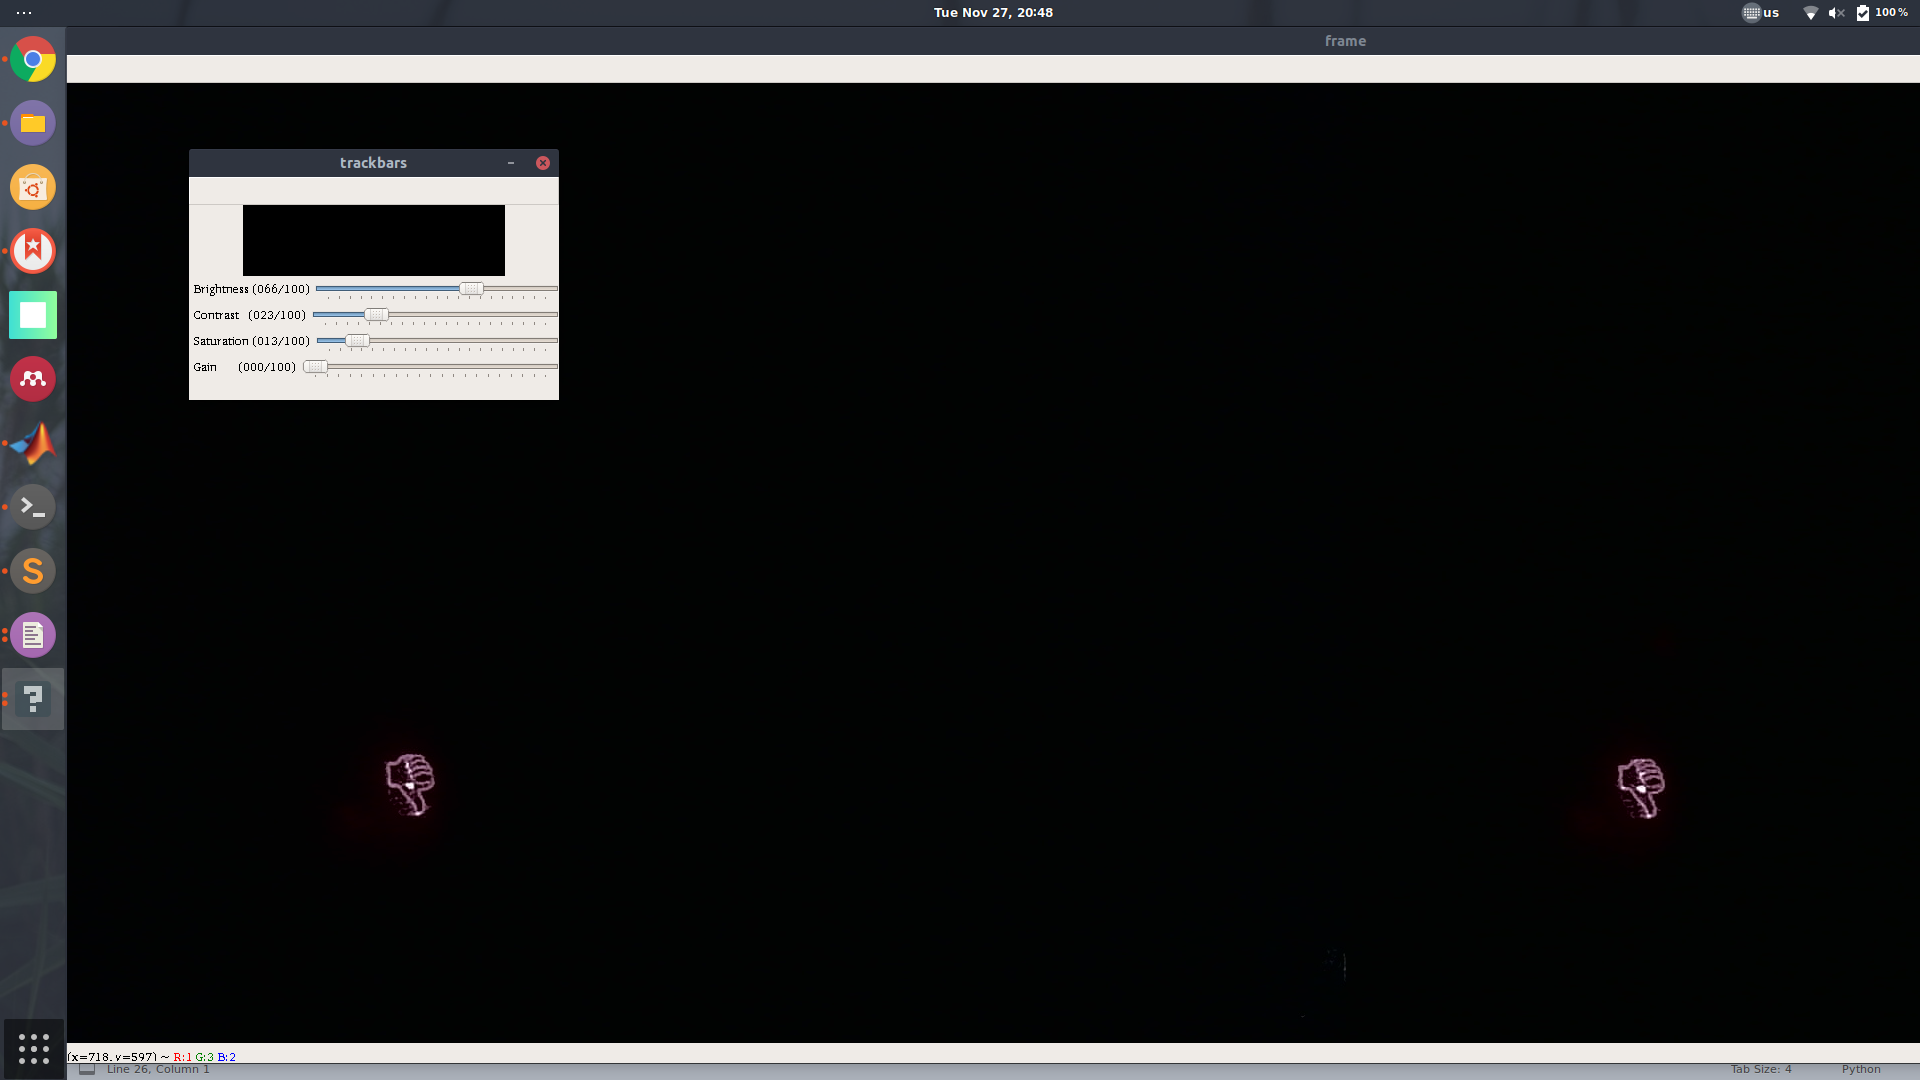 Tue Nov 27, 20:48
us
100 %
frame
trackbars
Brightness (066/100)
Contrast (023/100)
Saturation (013/100)
Gain (000/100)
(x=718, y=597) ~ R:1 G:3 B:2
Line 26, Column 1
Tab Size: 4
Python